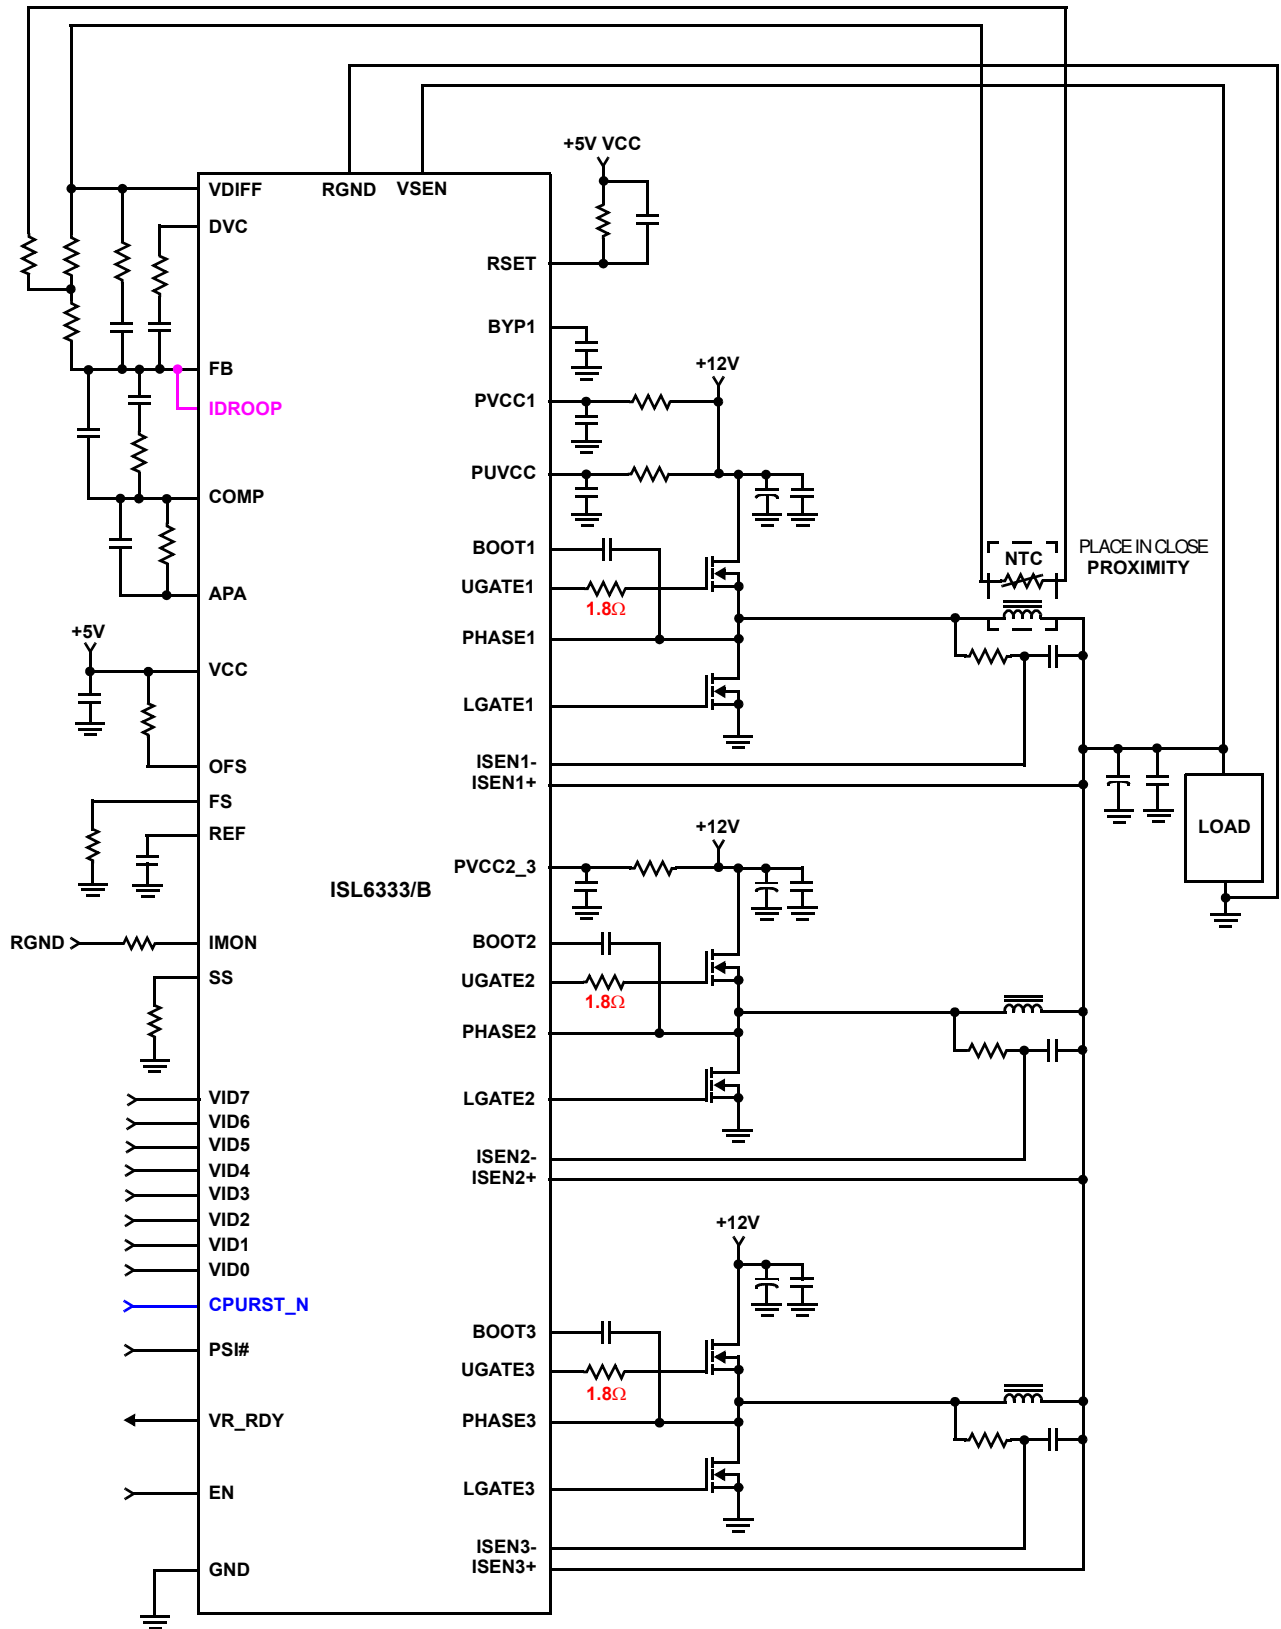 +5V VCC
VDIFF
RGND
VSEN
DVC
RSET
BYP1
+12V
FB
PVCC1
IDROOP
PUVCC
COMP
BOOT1
NTC
PLACE IN CLOSE
PROXIMITY
UGATE1
1.8Ω
APA
+5V
PHASE1
VCC
LGATE1
ISEN1-
OFS
ISEN1+
FS
+12V
LOAD
REF
PVCC2_3
ISL6333/B
RGND
IMON
BOOT2
SS
UGATE2
1.8Ω
PHASE2
VID7
LGATE2
VID6
VID5
ISEN2-
VID4
ISEN2+
VID3
VID2
+12V
VID1
VID0
CPURST_N
BOOT3
PSI#
UGATE3
1.8Ω
VR_RDY
PHASE3
EN
LGATE3
ISEN3-
GND
ISEN3+